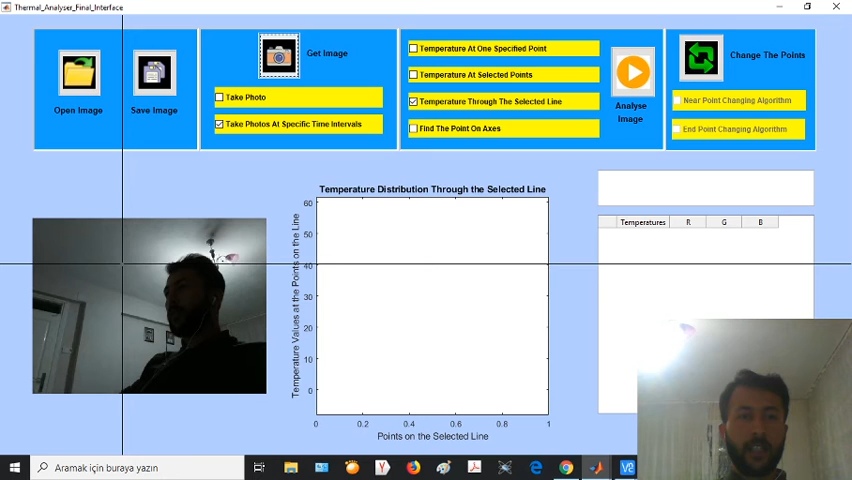 Thermal_Analyser_Final_Interface
Open Image
Save Image
Get Image
Take Photo
Take Photos At Specific Time Intervals
Temperature At One Specified Point
Temperature At Selected Points
Temperature Through The Selected Line
Find The Point On Axes
Analyse
Image
Change The Points
Near Point Changing Algorithm
End Point Changing Algorithm
Temperature Distribution Through the Selected Line
Temperature Values at the Points on the Line
60
50
40
30
20
10
0
0 0.2 0.4 0.6 0.8 1
Points on the Selected Line
Temperatures R G B
Aramak için buraya yazın